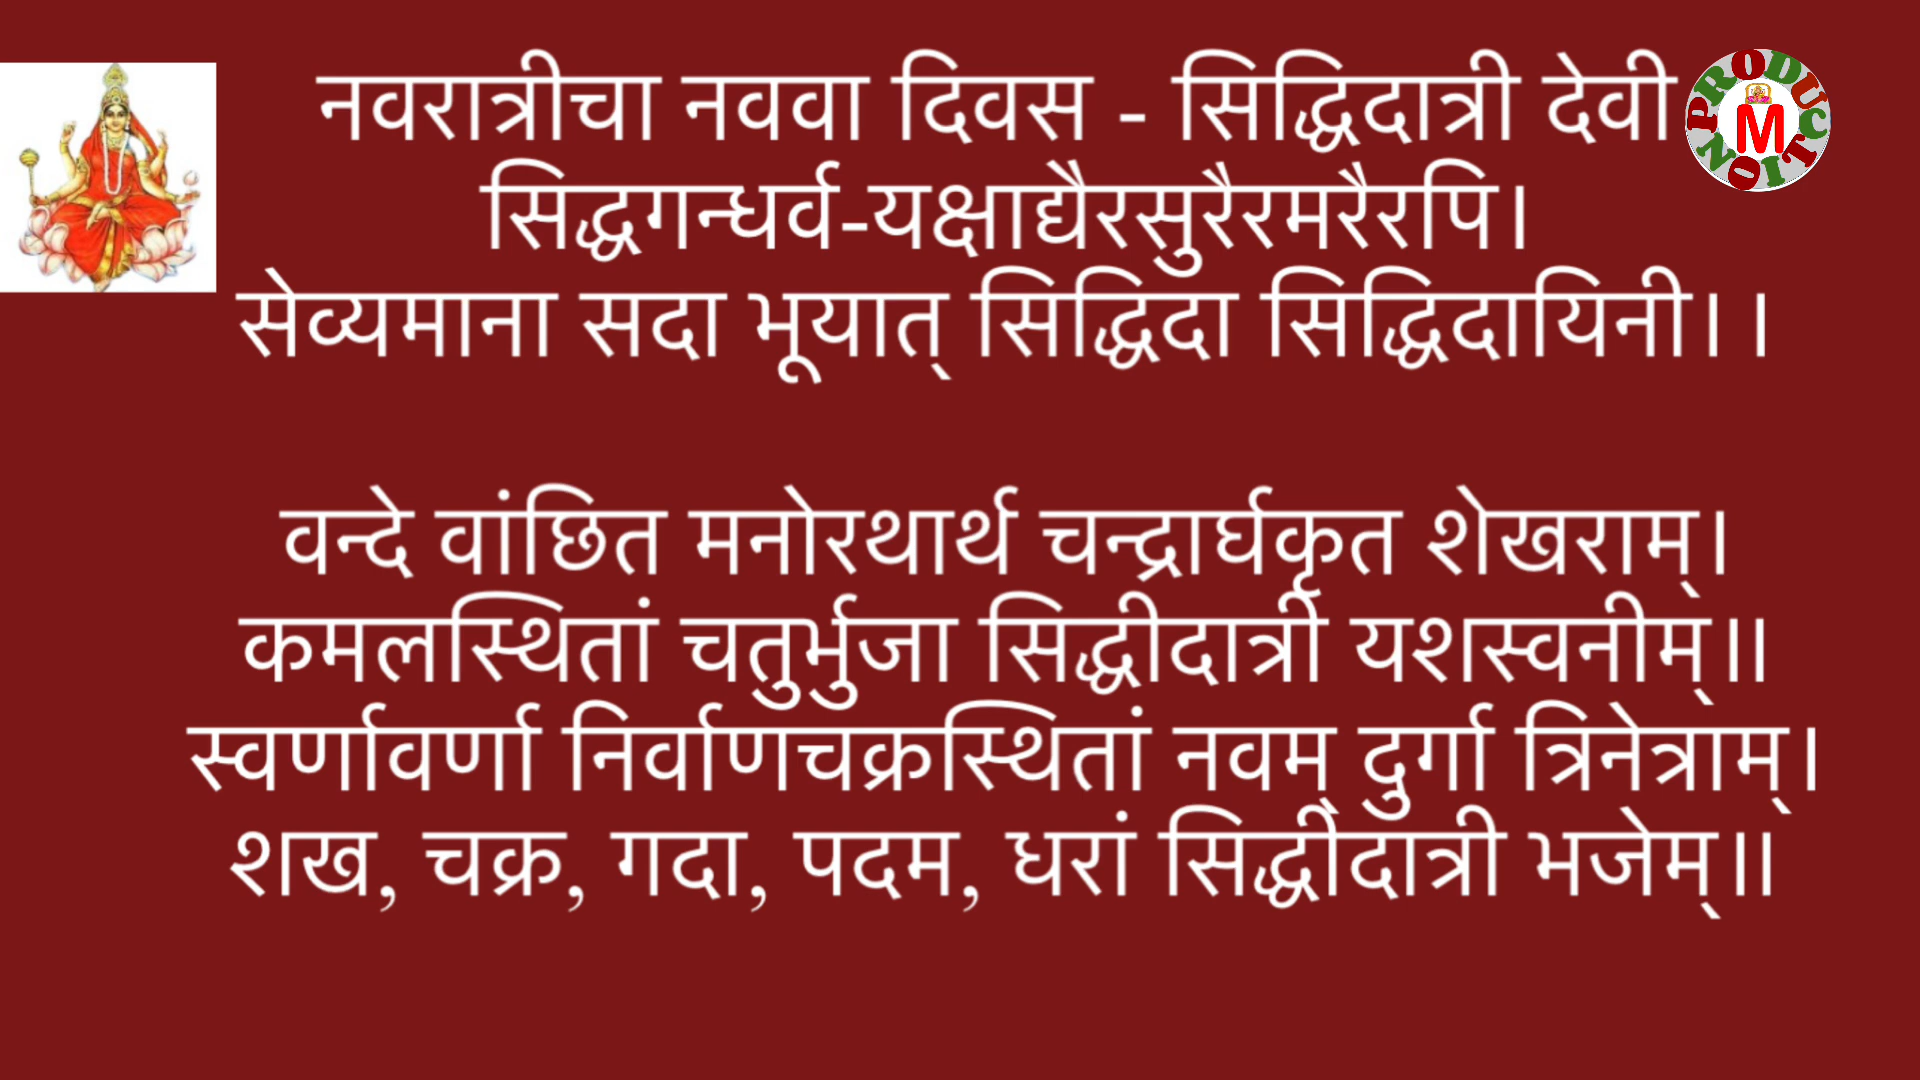 नवरात्रीचा नववा दिवस - सिद्धिदात्री देवी
सिद्धगन्धर्व-यक्षाद्यैरसुरैरमरैरपि।
सेव्यमाना सदा भूयात् सिद्धिदा सिद्धिदायिनी।।
वन्दे वांछित मनोरथार्थ चन्द्रार्घकृत शेखराम्।
कमलस्थितां चतुर्भुजा सिद्धीदात्री यशस्वनीम्॥
स्वर्णावर्णा निर्वाणचक्रस्थितां नवम् दुर्गा त्रिनेत्राम्।
शख, चक्र, गदा, पदम, धरां सिद्धीदात्री भजेम्॥
PRODUCTION
M